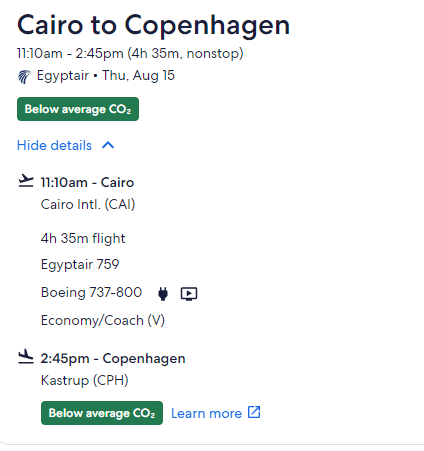 Cairo to Copenhagen
11:10am - 2:45pm (4h 35m, nonstop)
Egyptair • Thu, Aug 15
Below average CO₂
Hide details
11:10am - Cairo
Cairo Intl. (CAI)
4h 35m flight
Egyptair 759
Boeing 737-800
Economy/Coach (V)
2:45pm - Copenhagen
Kastrup (CPH)
Below average CO₂ Learn more